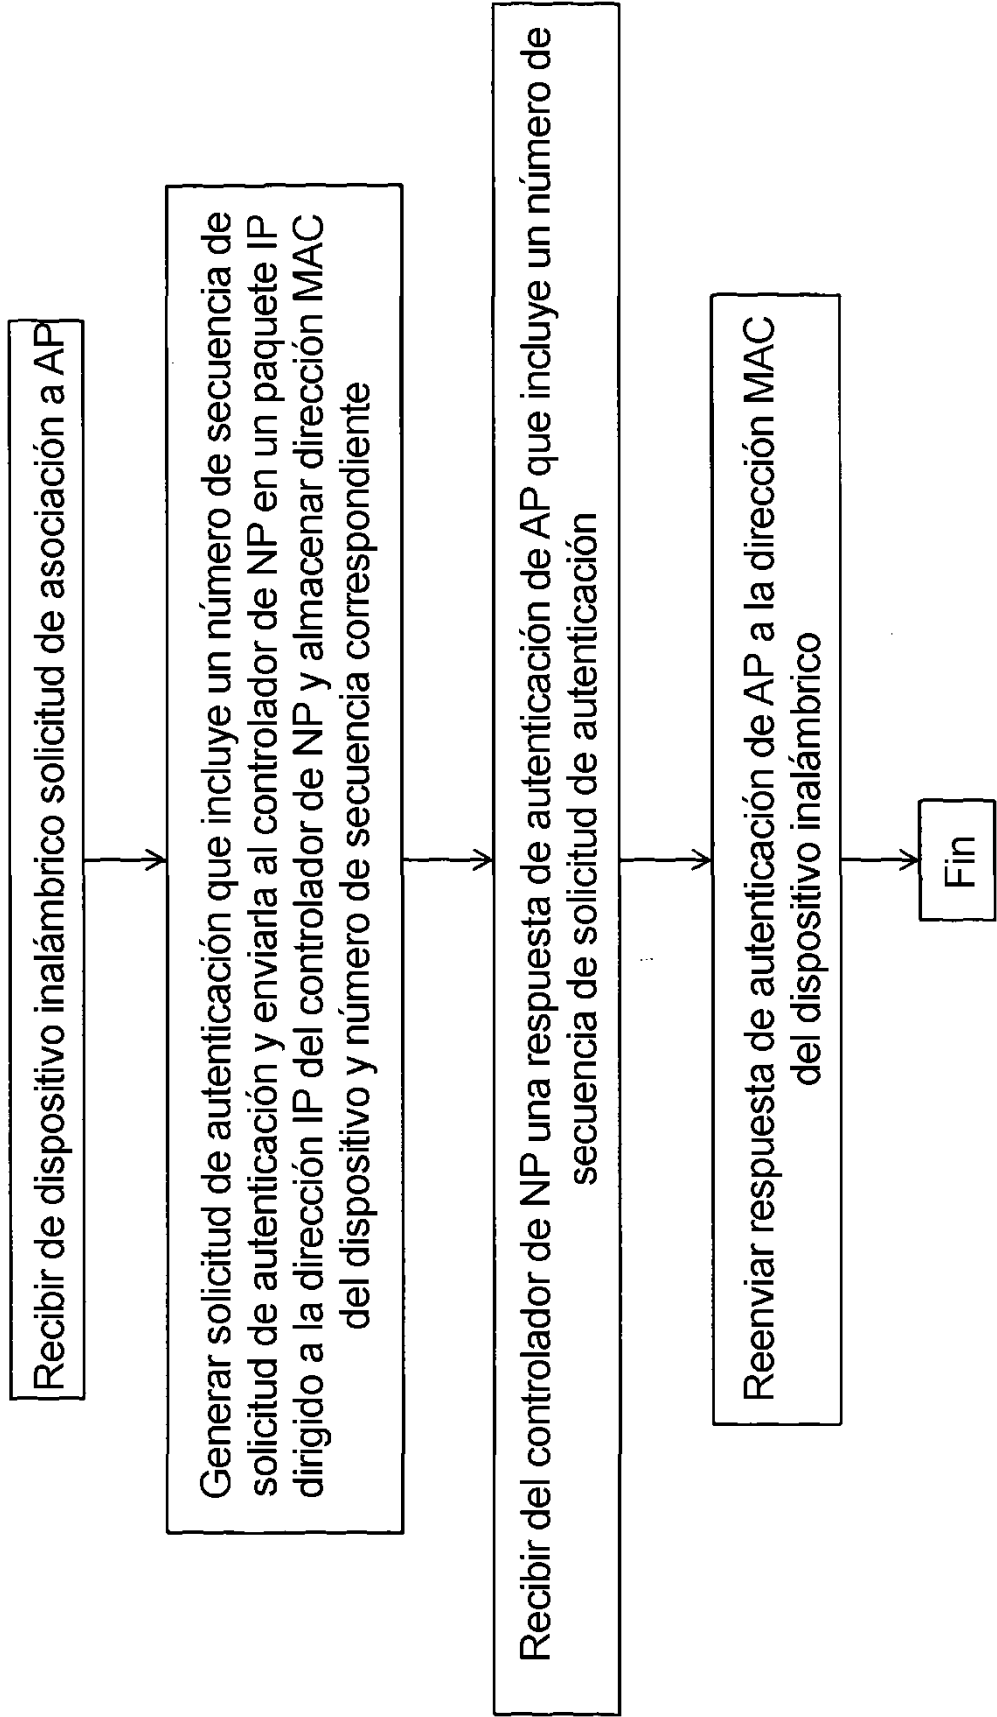 Recibir de dispositivo inalámbrico solicitud de asociación a AP
Generar solicitud de autenticación que incluye un número de secuencia de
solicitud de autenticación y enviarla al controlador de NP en un paquete IP
dirigido a la dirección IP del controlador de NP y almacenar dirección MAC
del dispositivo y número de secuencia correspondiente
Recibir del controlador de NP una respuesta de autenticación de AP que incluye un número de
secuencia de solicitud de autenticación
Reenviar respuesta de autenticación de AP a la dirección MAC
del dispositivo inalámbrico
Fin